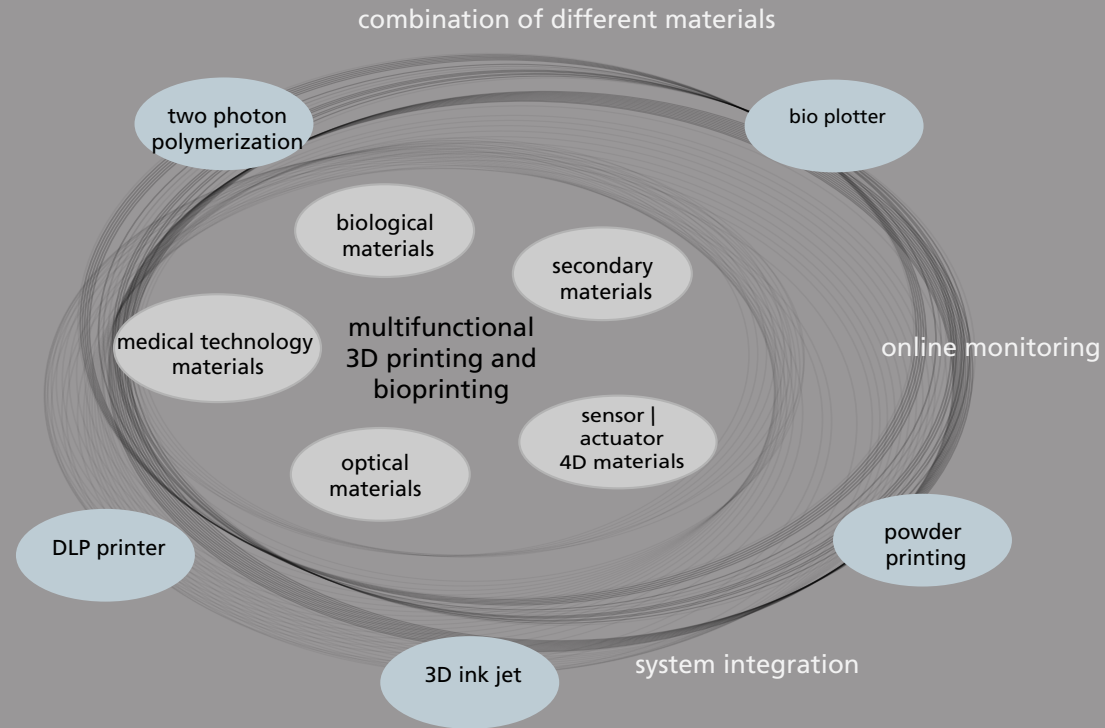 combination of different materials
two photon
polymerization
bio plotter
biological
materials
secondary
materials
medical technology
materials
multifunctional
3D printing and
bioprinting
online monitoring
sensor |
actuator
4D materials
optical
materials
DLP printer
powder
printing
3D ink jet
system integration